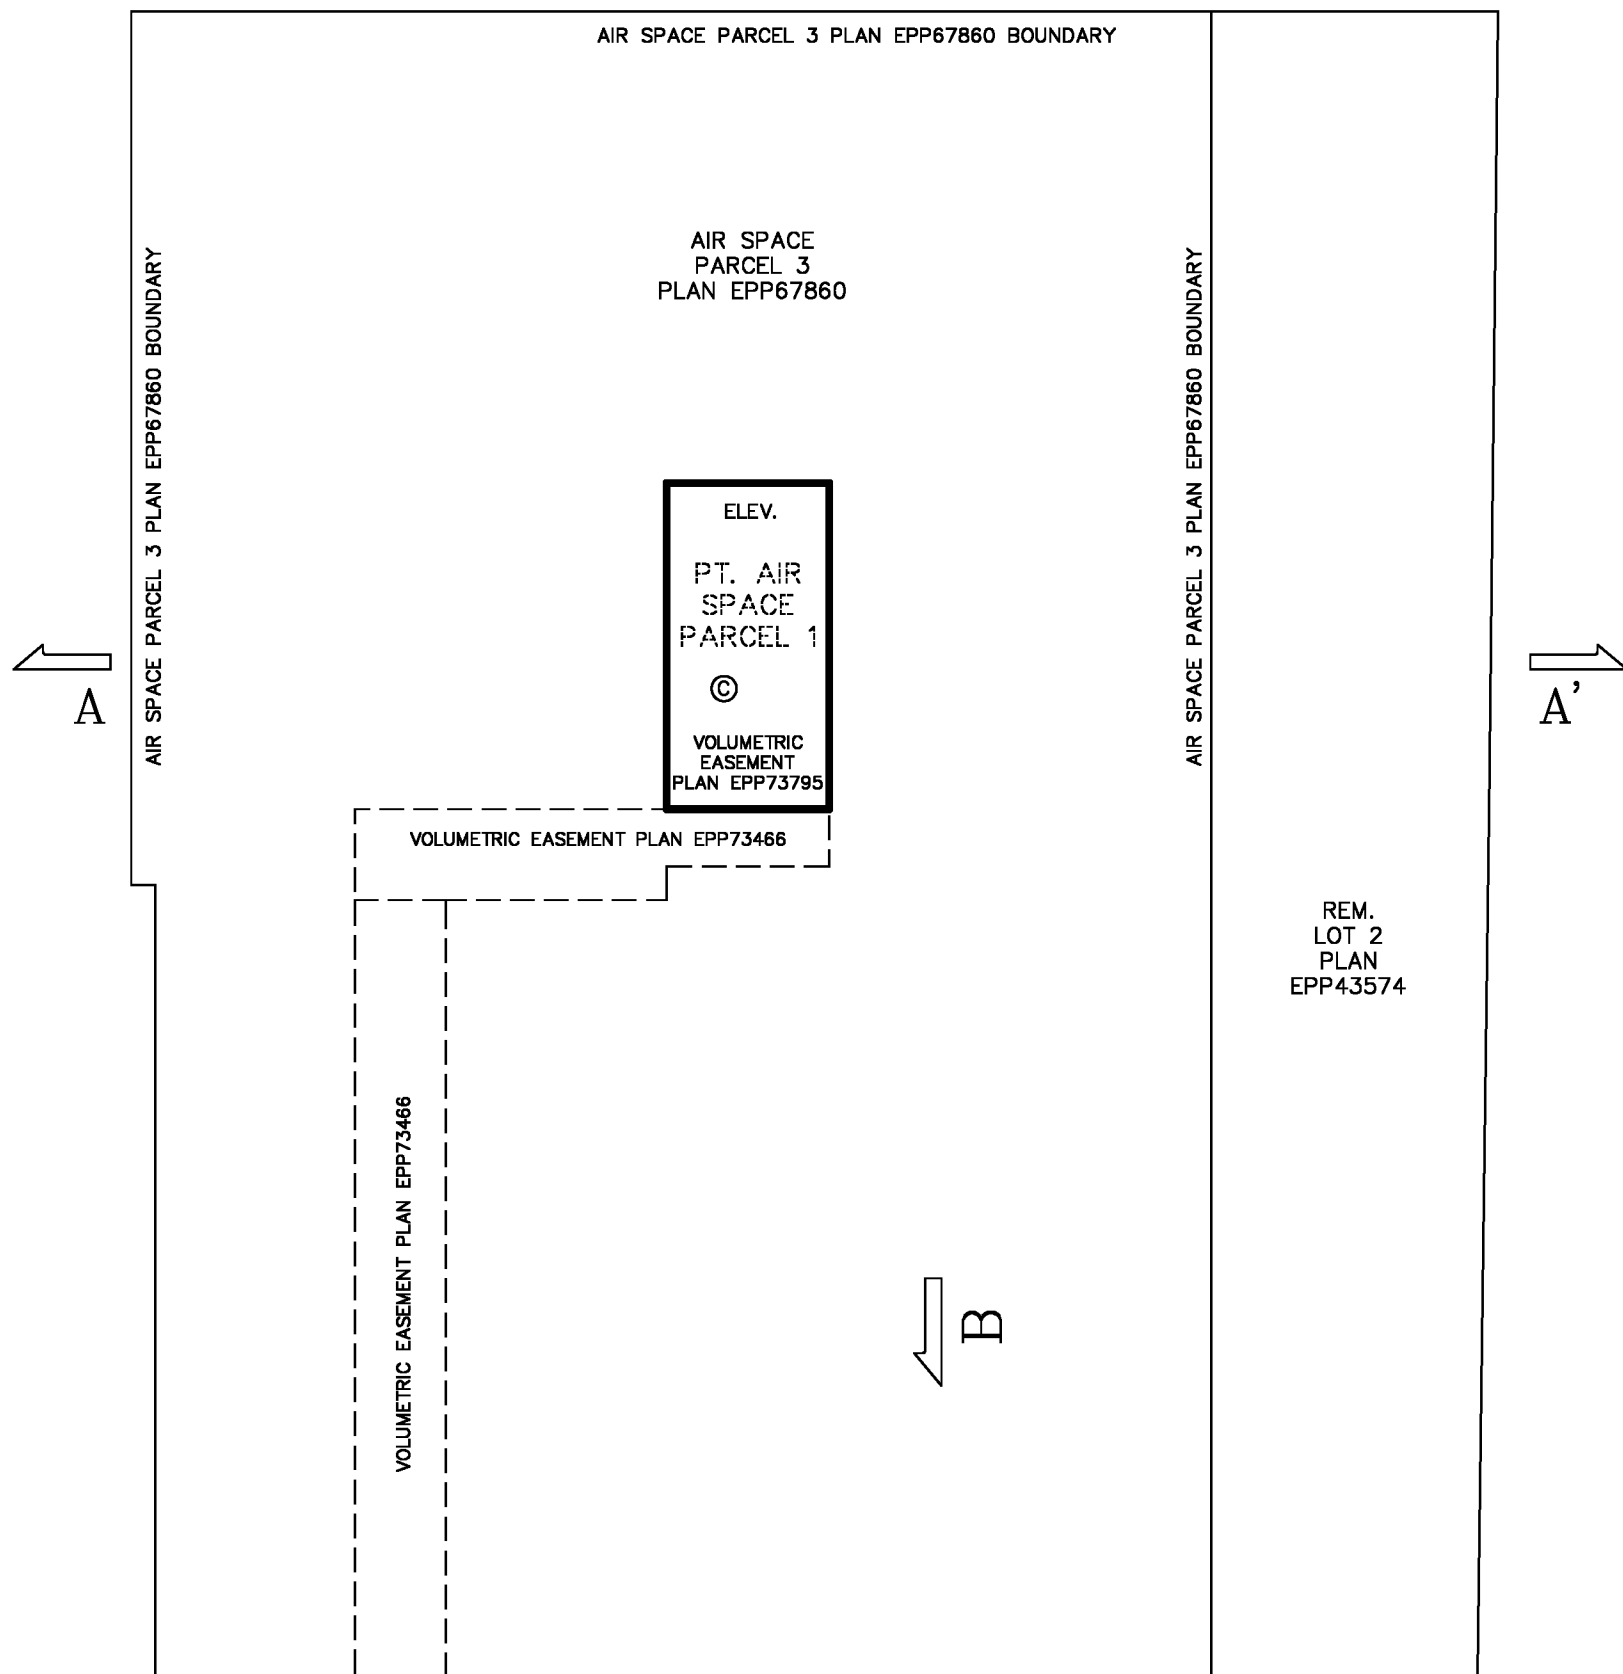 AIR SPACE PARCEL 3 PLAN EPP67860 BOUNDARY
AIR SPACE
PARCEL 3
PLAN EPP67860
AIR SPACE PARCEL 3 PLAN EPP67860 BOUNDARY
AIR SPACE PARCEL 3 PLAN EPP67860 BOUNDARY
ELEV.
PT. AIR
SPACE
PARCEL 1
©
VOLUMETRIC
EASEMENT
PLAN EPP73795
A
A'
VOLUMETRIC EASEMENT PLAN EPP73466
REM.
LOT 2
PLAN
EPP43574
VOLUMETRIC EASEMENT PLAN EPP73466
B